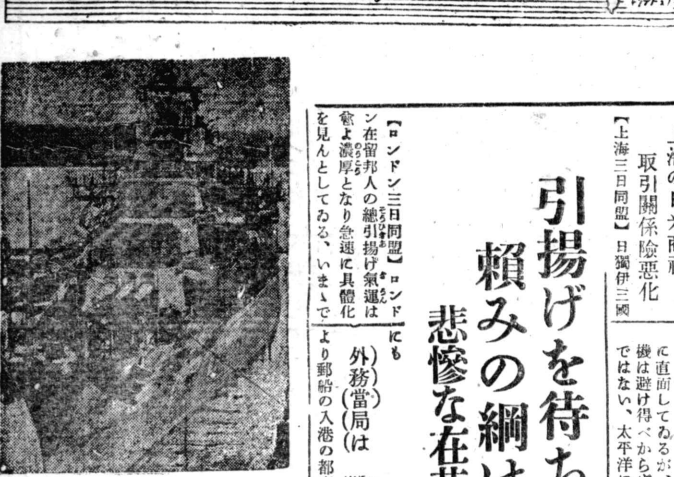 取引關係險惡化
【上海三日同盟】日獨伊三國
に直面してゐるが
機は避け得べから
ではない、太平洋
引揚げを待ち
賴みの綱は
悲慘な在
【ロンドン三日同盟】ロンド
ン在留邦人の總引揚げ氣運は
愈よ濃厚となり急速に具體化
を見んとしてゐる、いまゝで
にも
外務當局は
より郵船の入港の都